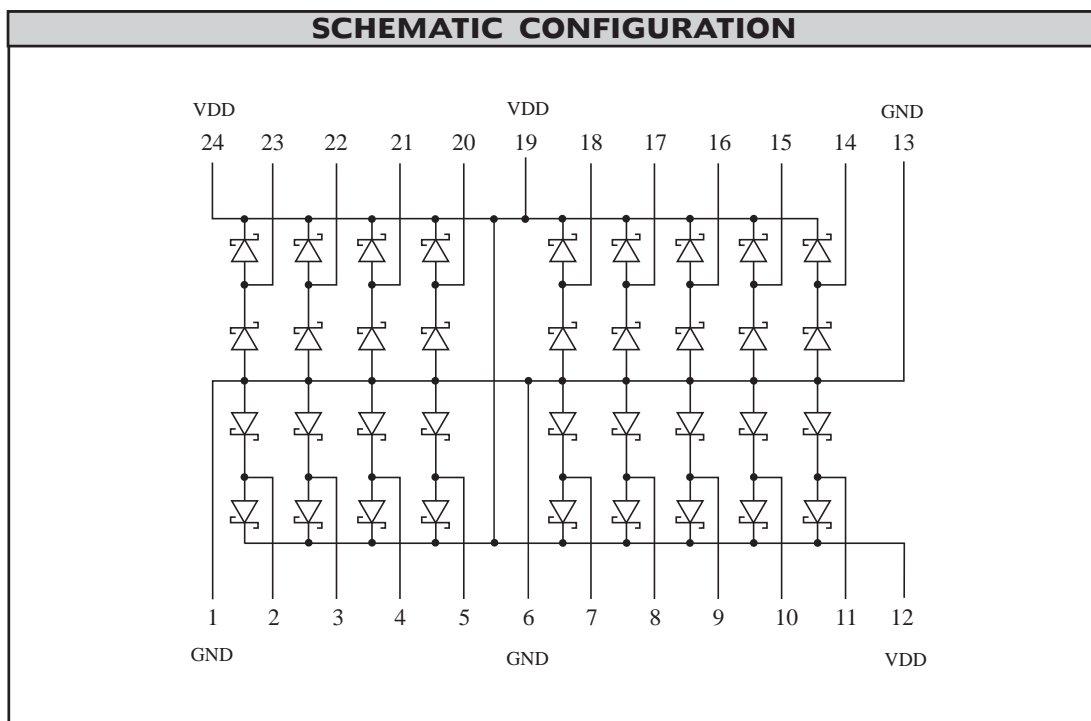 SCHEMATIC CONFIGURATION
VDD VDD GND
24 23 22 21 20 19 18 17 16 15 14 13
1 2 3 4 5 6 7 8 9 10 11 12
GND GND VDD